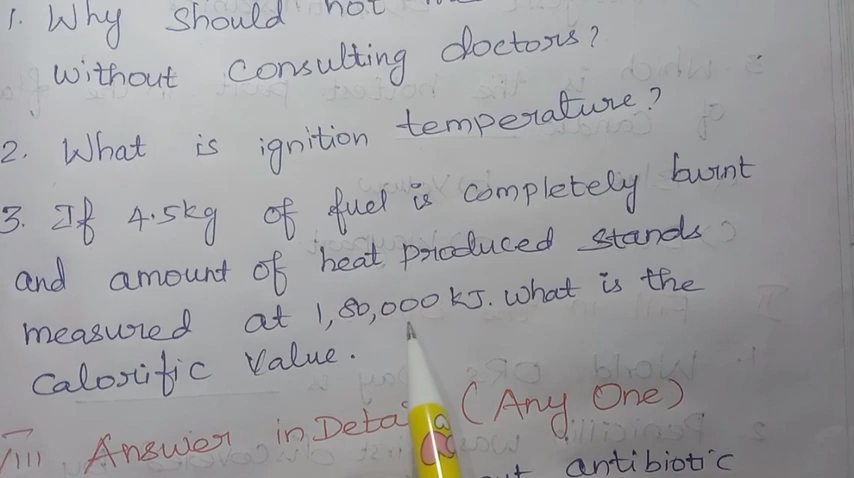 1. Why should not
without consulting doctors?
2. What is ignition temperature?
3. If 4.5kg of fuel is completely burnt
and amount of heat produced stands
measured at 1,80,000 kJ. What is the
Calorific Value.
III Answer in Detai (Any One)
antibiotic